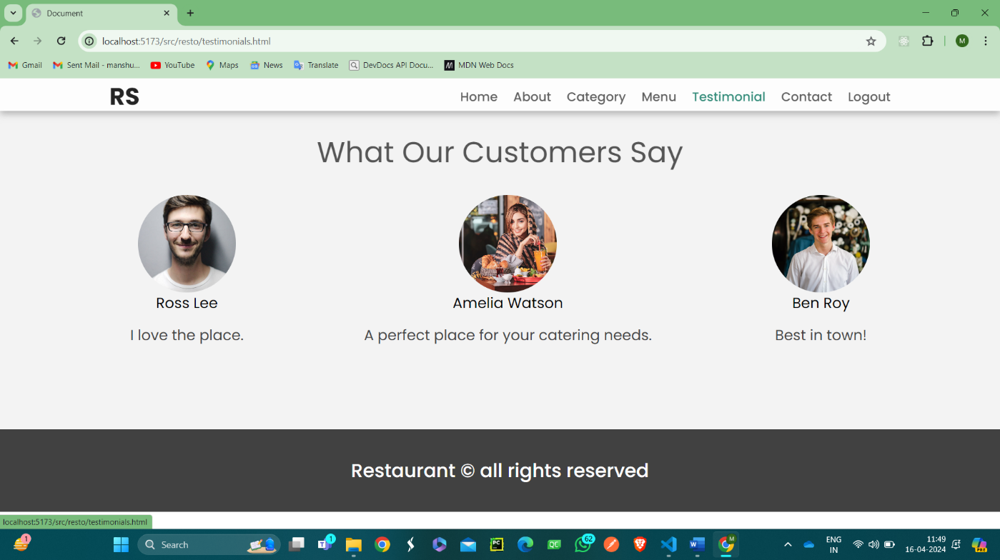 Document
localhost:5173/src/resto/testimonials.html
M
Gmail
Sent Mail - manshu...
YouTube
Maps
News
Translate
DevDocs API Docu...
MDN Web Docs
RS
Home About Category Menu Testimonial Contact Logout
What Our Customers Say
Ross Lee
Amelia Watson
Ben Roy
I love the place.
A perfect place for your catering needs.
Best in town!
Restaurant © all rights reserved
localhost:5173/src/resto/testimonials.html
1
Search
1
PC
QC
62
W
M
ENG
IN
11:49
16-04-2024
PRE